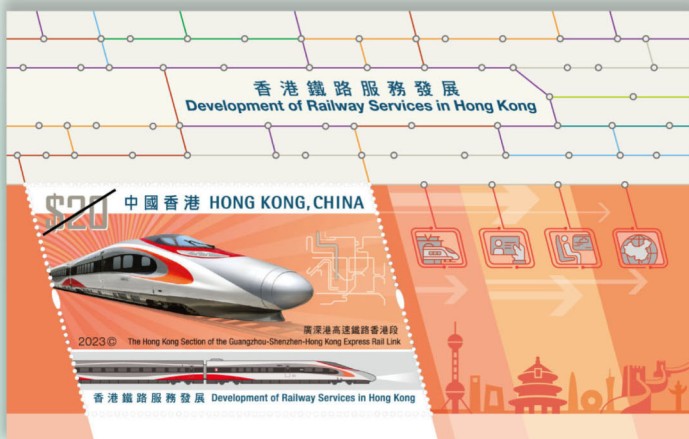 香港鐵路服務發展
Development of Railway Services in Hong Kong
$20 中國香港 HONG KONG, CHINA
廣深港高速鐵路香港段
2023© The Hong Kong Section of the Guangzhou-Shenzhen-Hong Kong Express Rail Link
香港鐵路服務發展 Development of Railway Services in Hong Kong